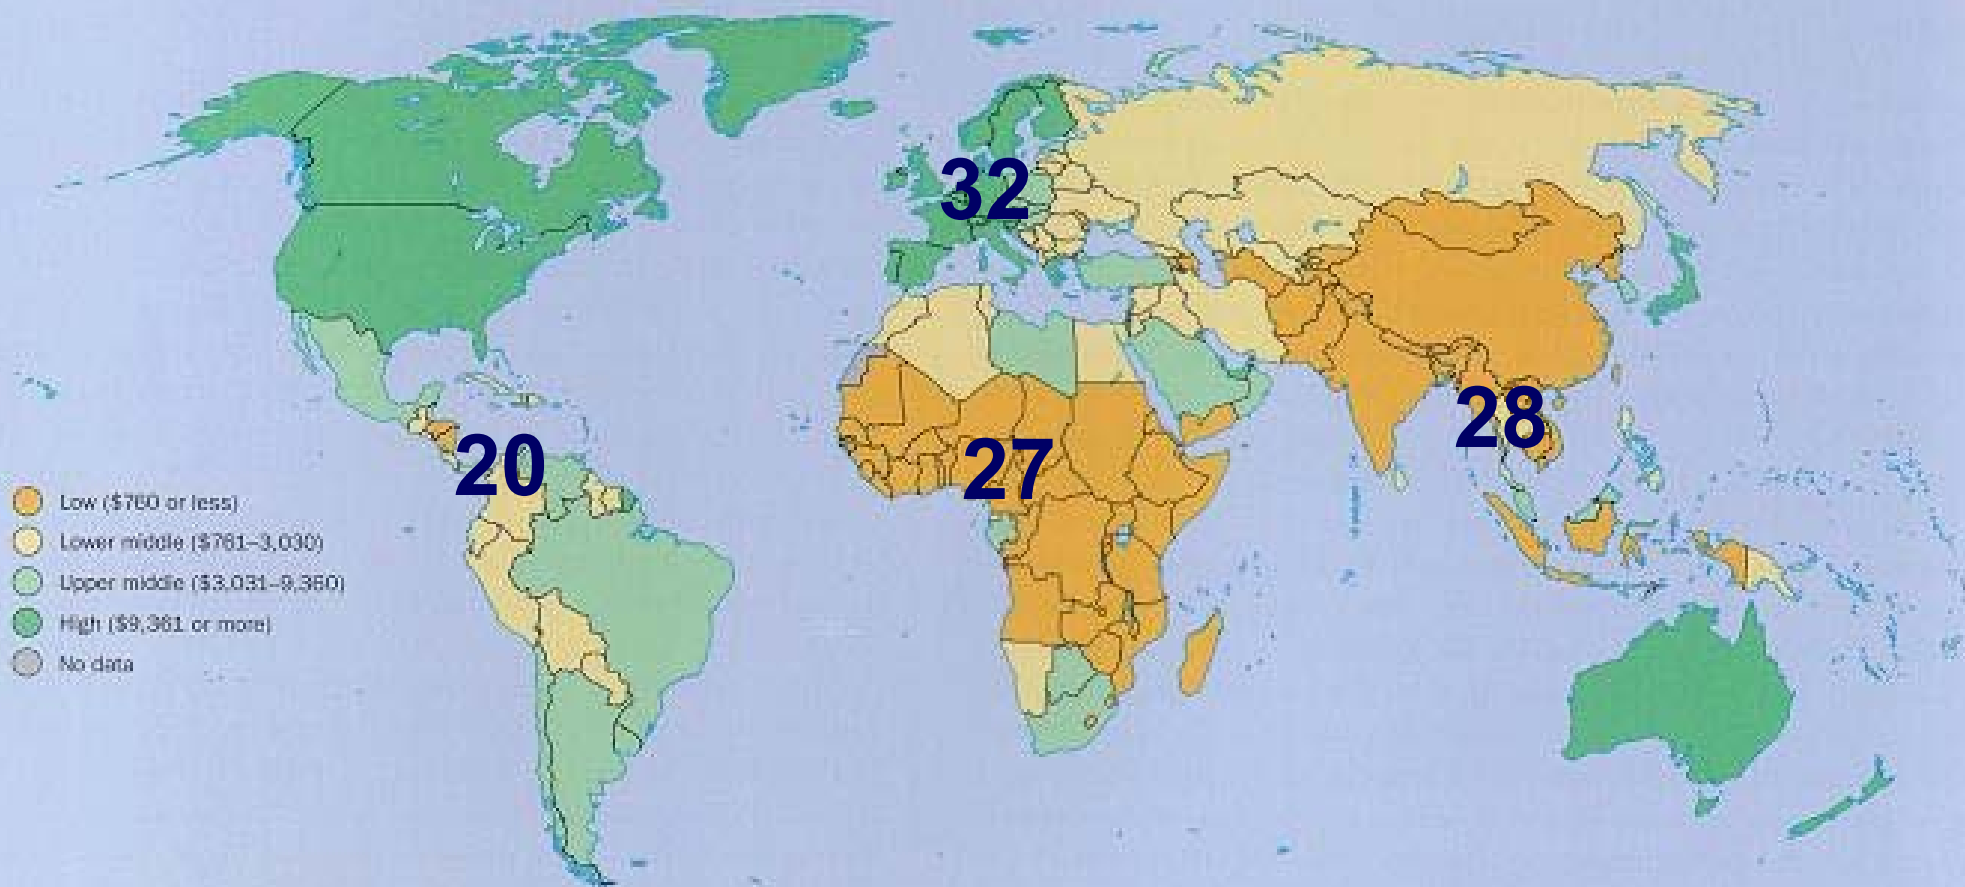 32
28
20
27
Low ($760 or less)
Lower middle ($761–3,030)
Upper middle ($3,031–9,360)
High ($9,361 or more)
No data